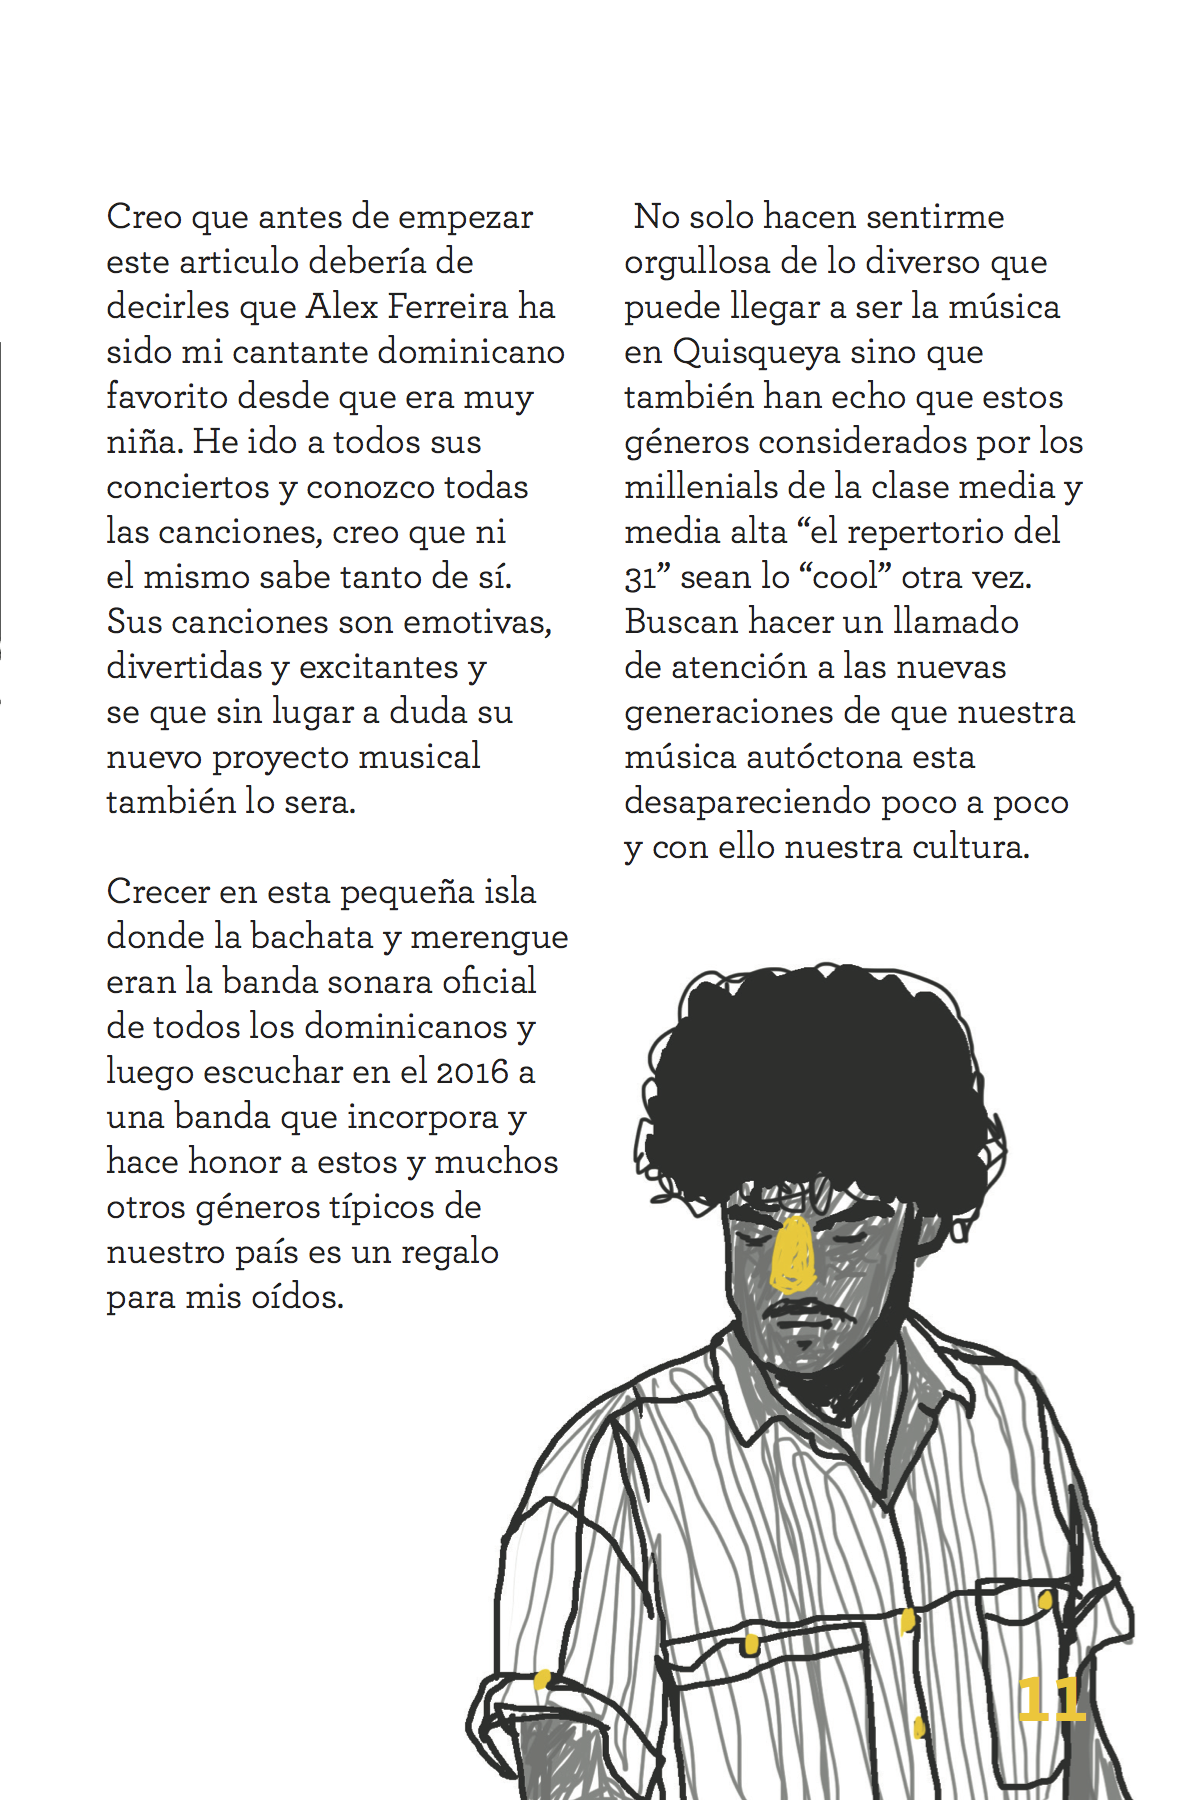 Creo que antes de empezar
este articulo debería de
decirles que Alex Ferreira ha
sido mi cantante dominicano
favorito desde que era muy
niña. He ido a todos sus
conciertos y conozco todas
las canciones, creo que ni
el mismo sabe tanto de sí.
Sus canciones son emotivas,
divertidas y excitantes y
se que sin lugar a duda su
nuevo proyecto musical
también lo sera.
Crecer en esta pequeña isla
donde la bachata y merengue
eran la banda sonara oficial
de todos los dominicanos y
luego escuchar en el 2016 a
una banda que incorpora y
hace honor a estos y muchos
otros géneros típicos de
nuestro país es un regalo
para mis oídos.
No solo hacen sentirme
orgullosa de lo diverso que
puede llegar a ser la música
en Quisqueya sino que
también han echo que estos
géneros considerados por los
millenials de la clase media y
media alta “el repertorio del
31” sean lo “cool” otra vez.
Buscan hacer un llamado
de atención a las nuevas
generaciones de que nuestra
música autóctona esta
desapareciendo poco a poco
y con ello nuestra cultura.
11